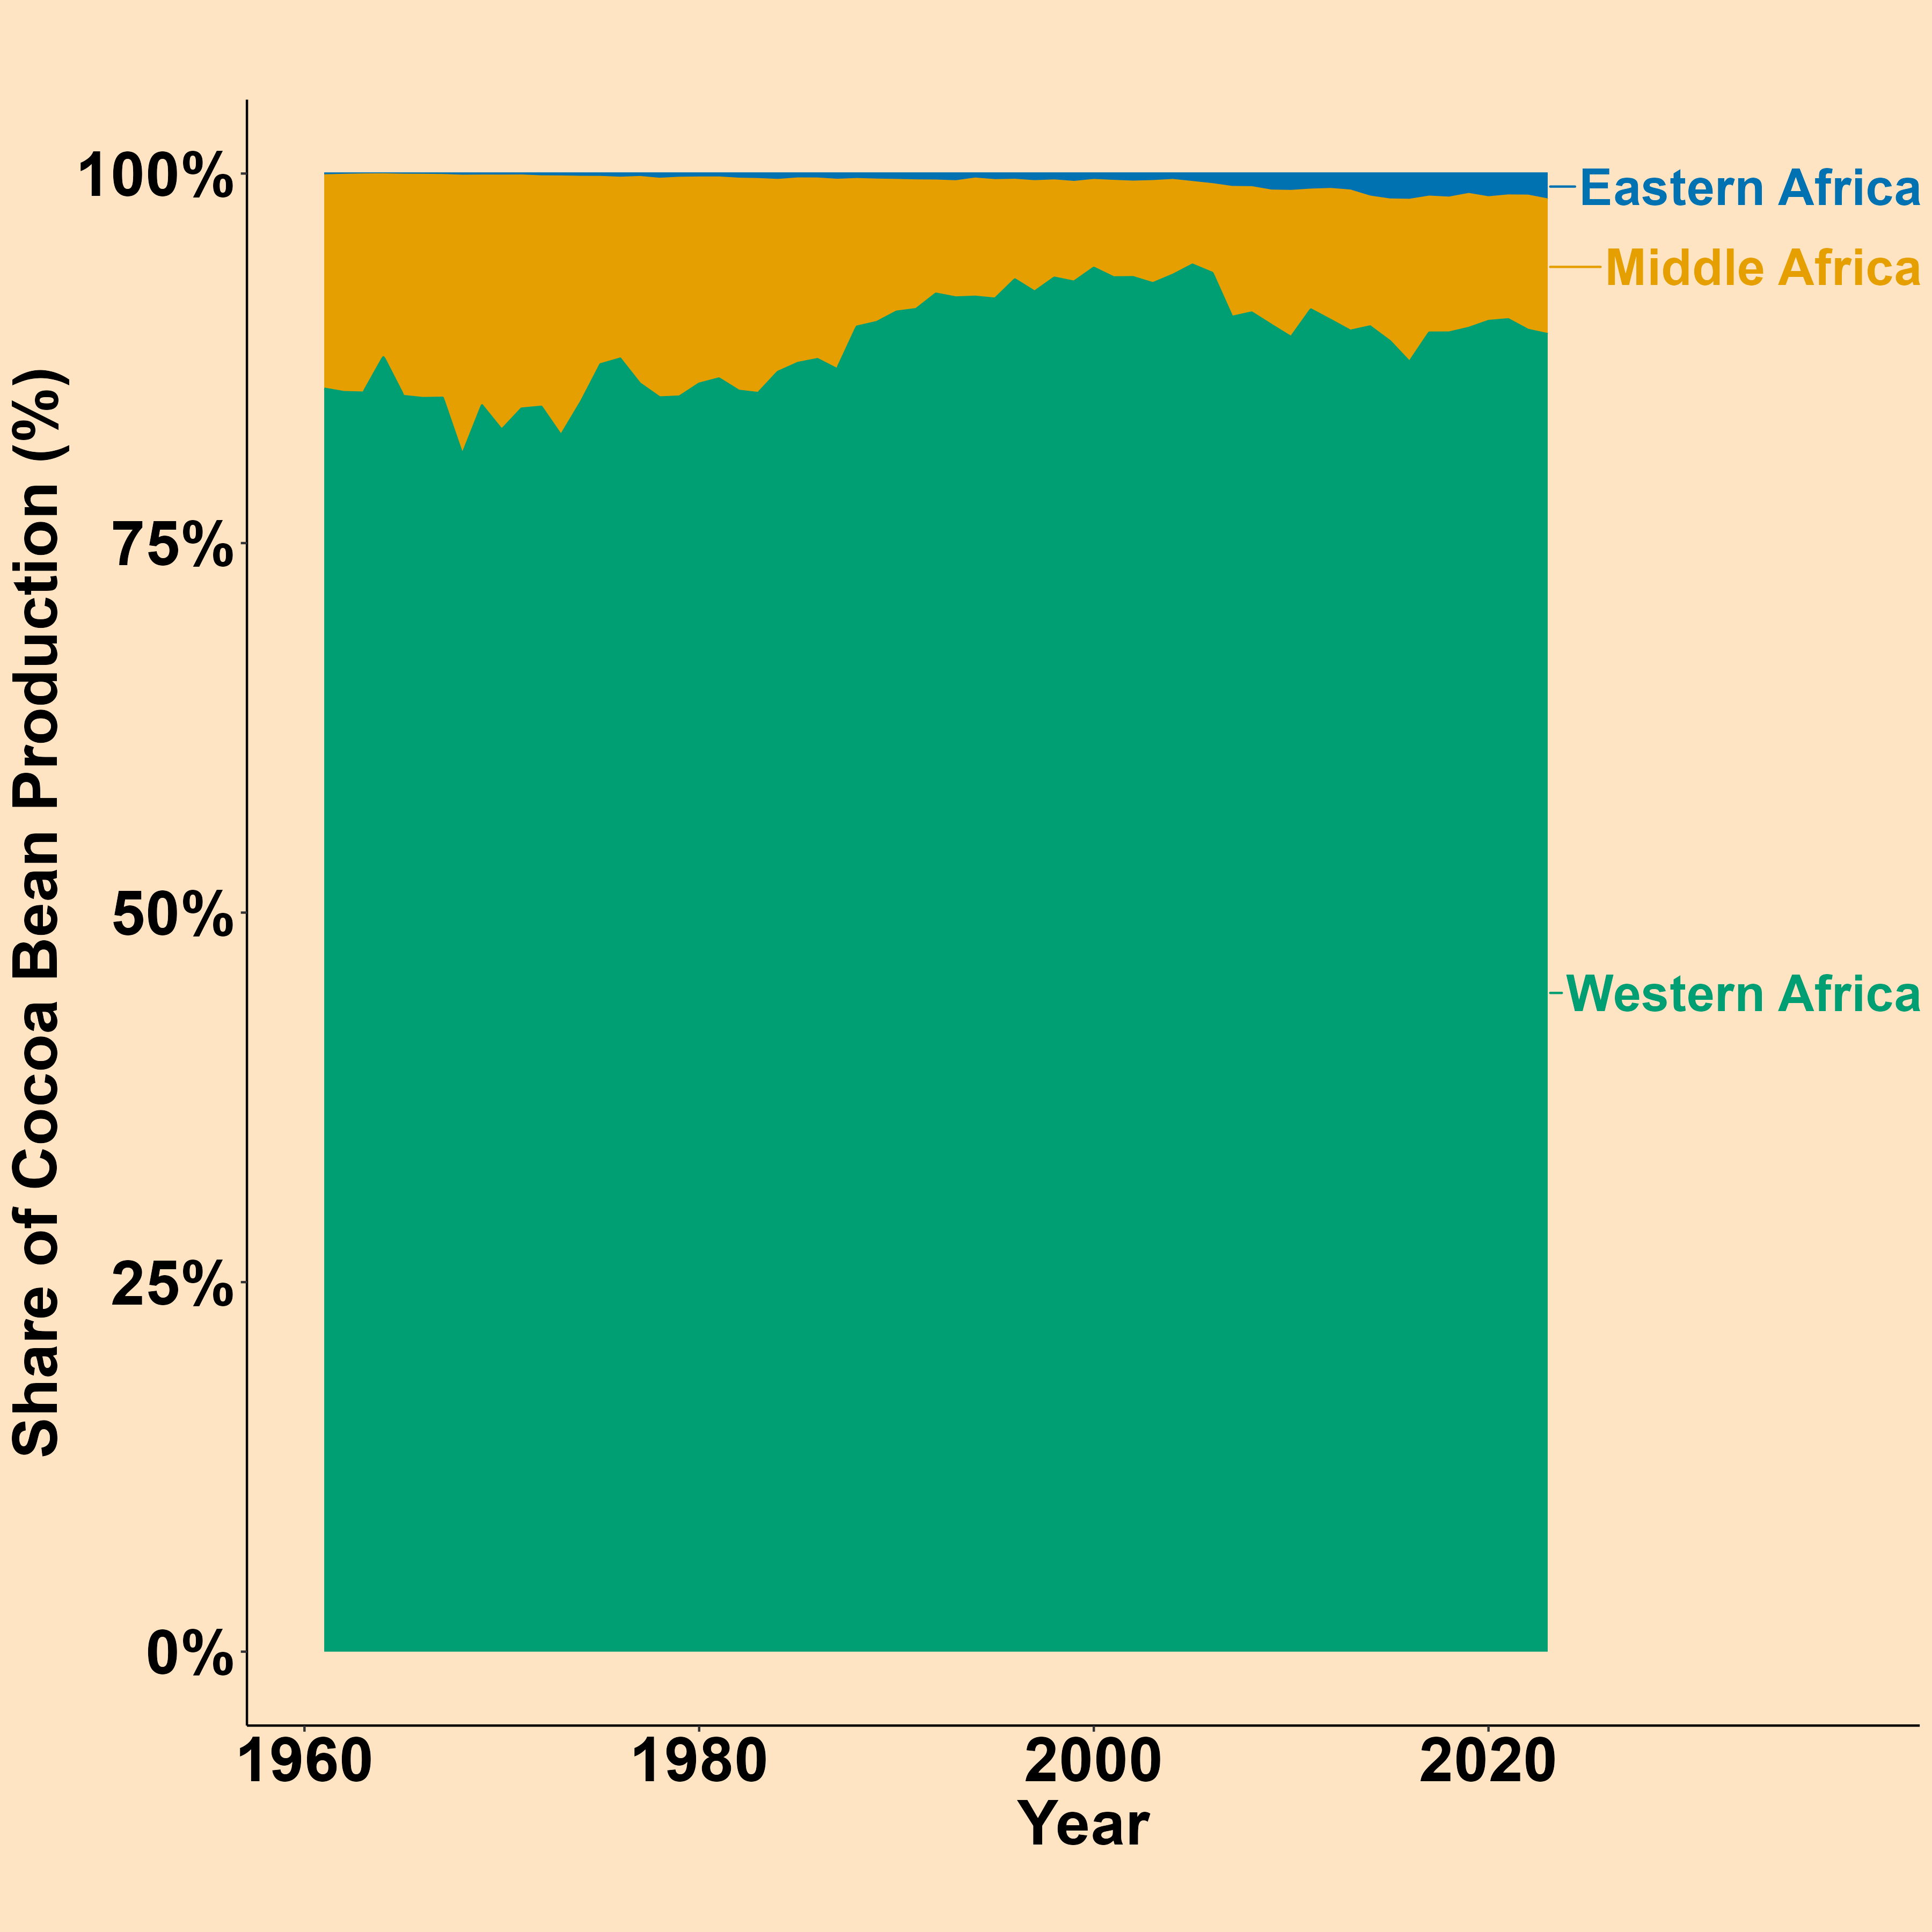 Share of Cocoa Bean Production (%)
100%
75%
50%
25%
0%
1960
1980
2000
2020
Year
Eastern Africa
Middle Africa
Western Africa